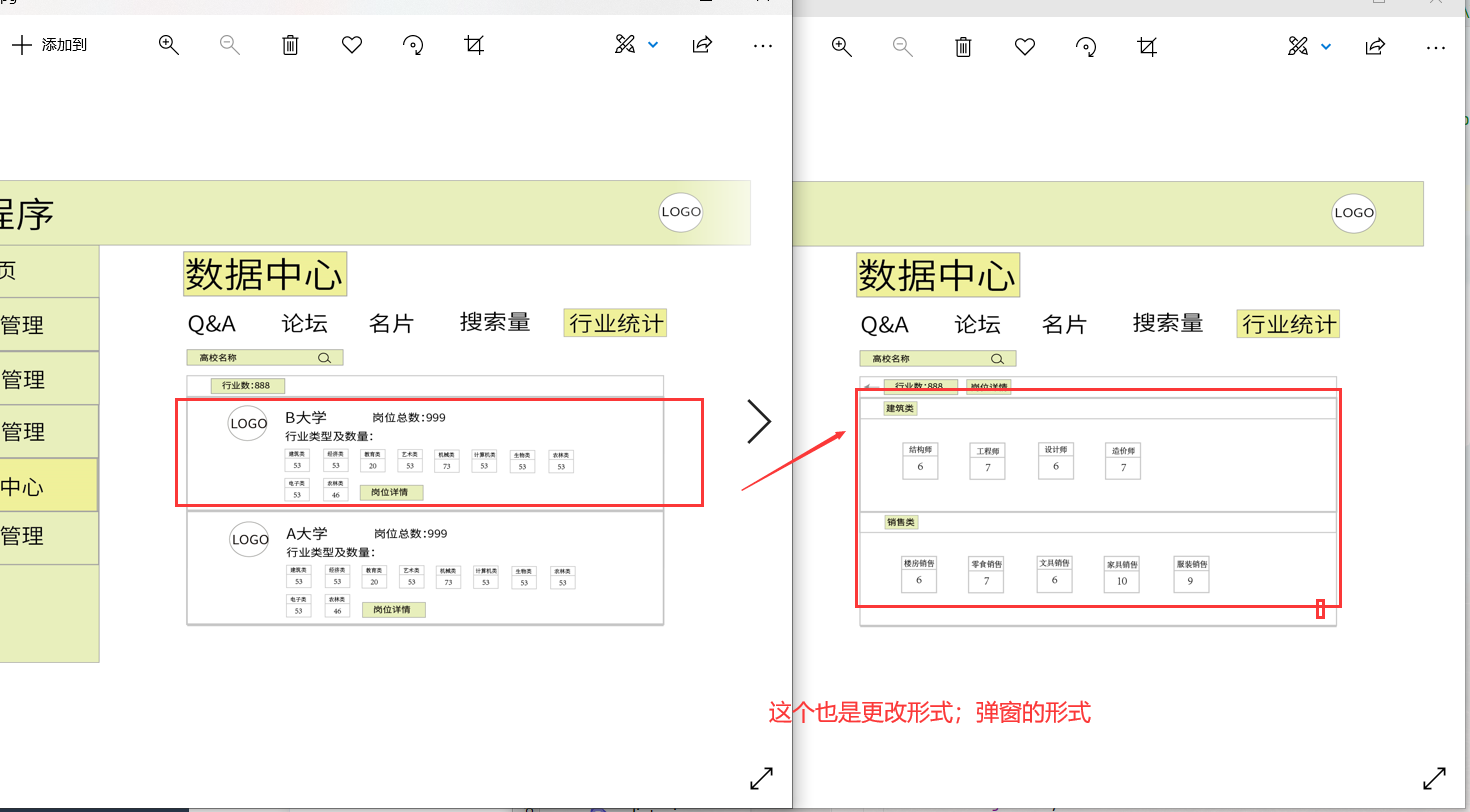 添加到
程序
LOGO
页
管理
管理
管理
中心
管理
数据中心
Q&A 论坛 名片 搜索量 行业统计
高校名称
行业数:888
LOGO
B大学 岗位总数:999
行业类型及数量:
建筑类 经济类 教育类 艺术类 机械类 计算机类 生物类 农林类
53 53 20 53 73 53 53 53
电子类 农林类
53 46
岗位详情
LOGO
A大学 岗位总数:999
行业类型及数量:
建筑类 经济类 教育类 艺术类 机械类 计算机类 生物类 农林类
53 53 20 53 73 53 53 53
电子类 农林类
53 46
岗位详情
LOGO
数据中心
Q&A 论坛 名片 搜索量 行业统计
高校名称
行业数:888 岗位详情
建筑类
结构师 工程师 设计师 造价师
6 7 6 7
销售类
楼房销售 零食销售 文具销售 家具销售 服装销售
6 7 6 10 9
这个也是更改形式；弹窗的形式